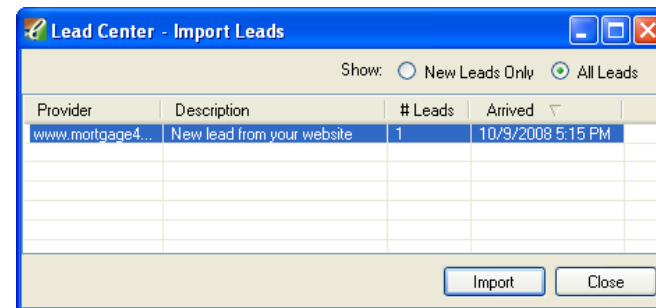 Lead Center - Import Leads
Show: New Leads Only All Leads
Provider Description # Leads Arrived
www.mortgage4... New lead from your website 1 10/9/2008 5:15 PM
Import Close